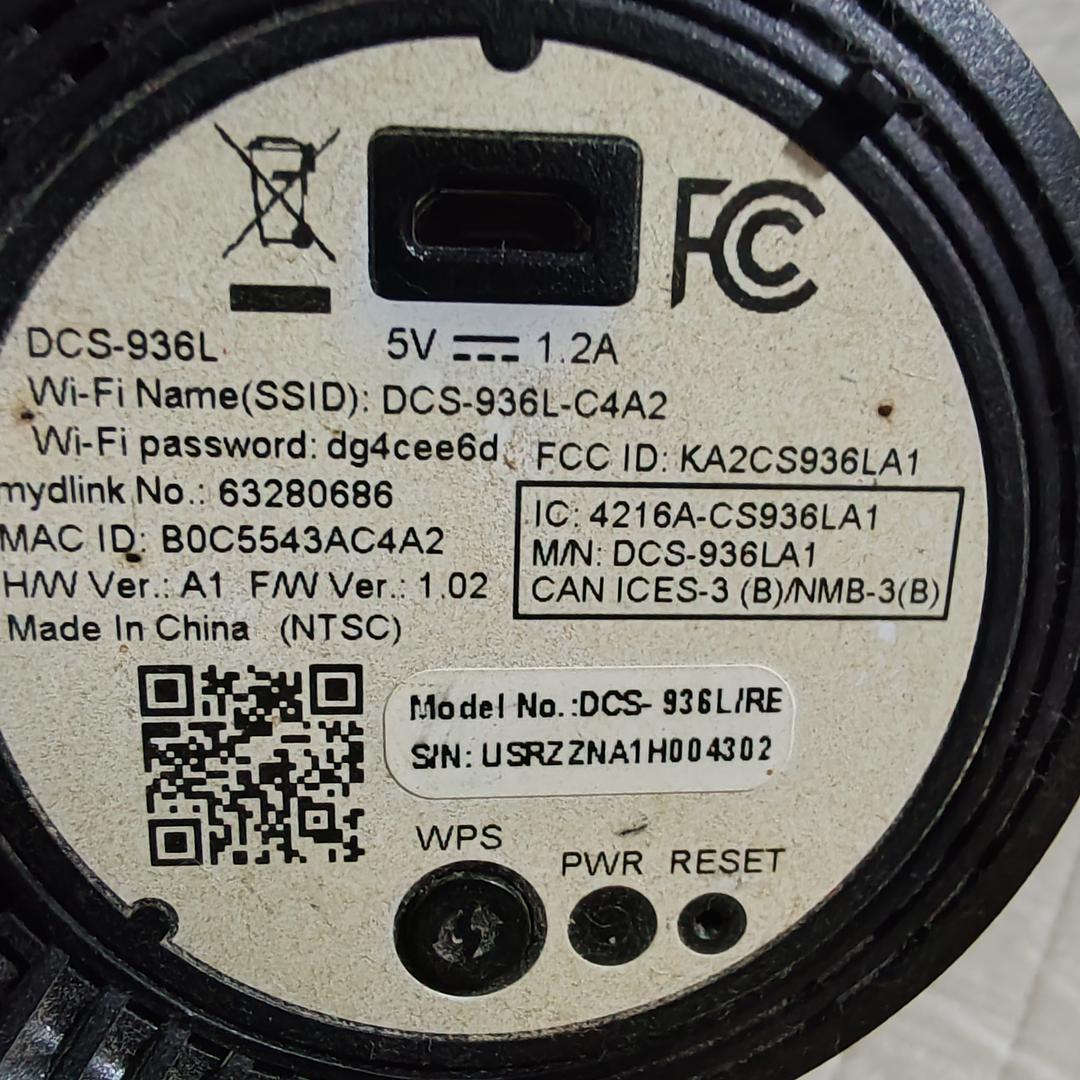 FCC
DCS-936L
5V 1.2A
Wi-Fi Name(SSID): DCS-936L-C4A2
Wi-Fi password: dg4cee6d
FCC ID: KA2CS936LA1
mydlink No.: 63280686
IC: 4216A-CS936LA1
MAC ID: B0C5543AC4A2
M/N: DCS-936LA1
H/W Ver.: A1 F/W Ver.: 1.02
CAN ICES-3 (B)/NMB-3(B)
Made In China (NTSC)
Model No.:DCS- 936L/RE
S/N: USRZZNA1H004302
WPS
PWR RESET